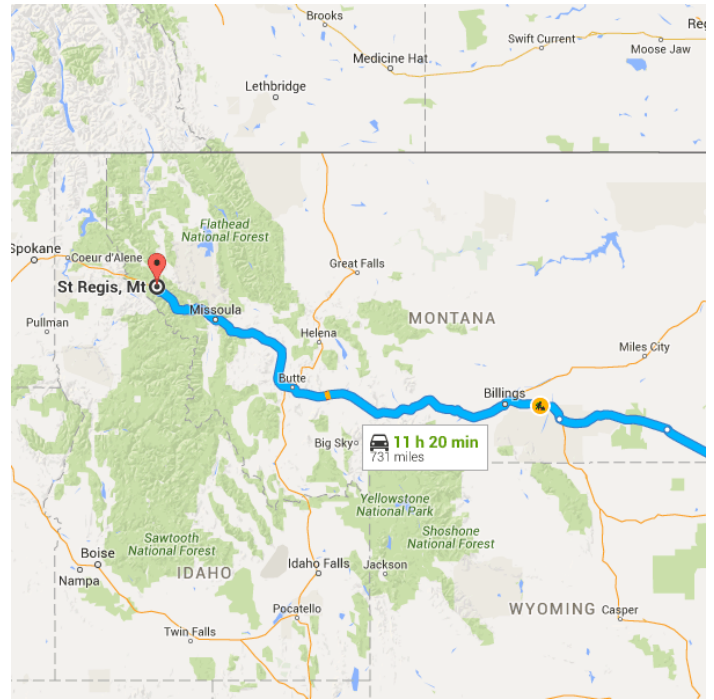 Brooks
Reg
Swift Current
Moose Jaw
Medicine Hat
Lethbridge
Flathead
National Forest
Spokane
Coeur d'Alene
Great Falls
St Regis, Mt
Missoula
MONTANA
Pullman
Helena
Miles City
Butte
Billings
Big Sky
11 h 20 min
731 miles
Yellowstone
National Park
Shoshone
National Forest
Sawtooth
National Forest
Boise
Nampa
IDAHO
Idaho Falls
Jackson
Pocatello
WYOMING
Casper
Twin Falls